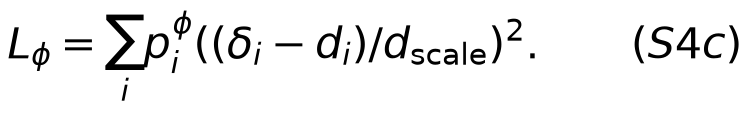 L_ϕ = ∑_i p_i^ϕ((δ_i − d_i)/d_scale)^2. (S4c)